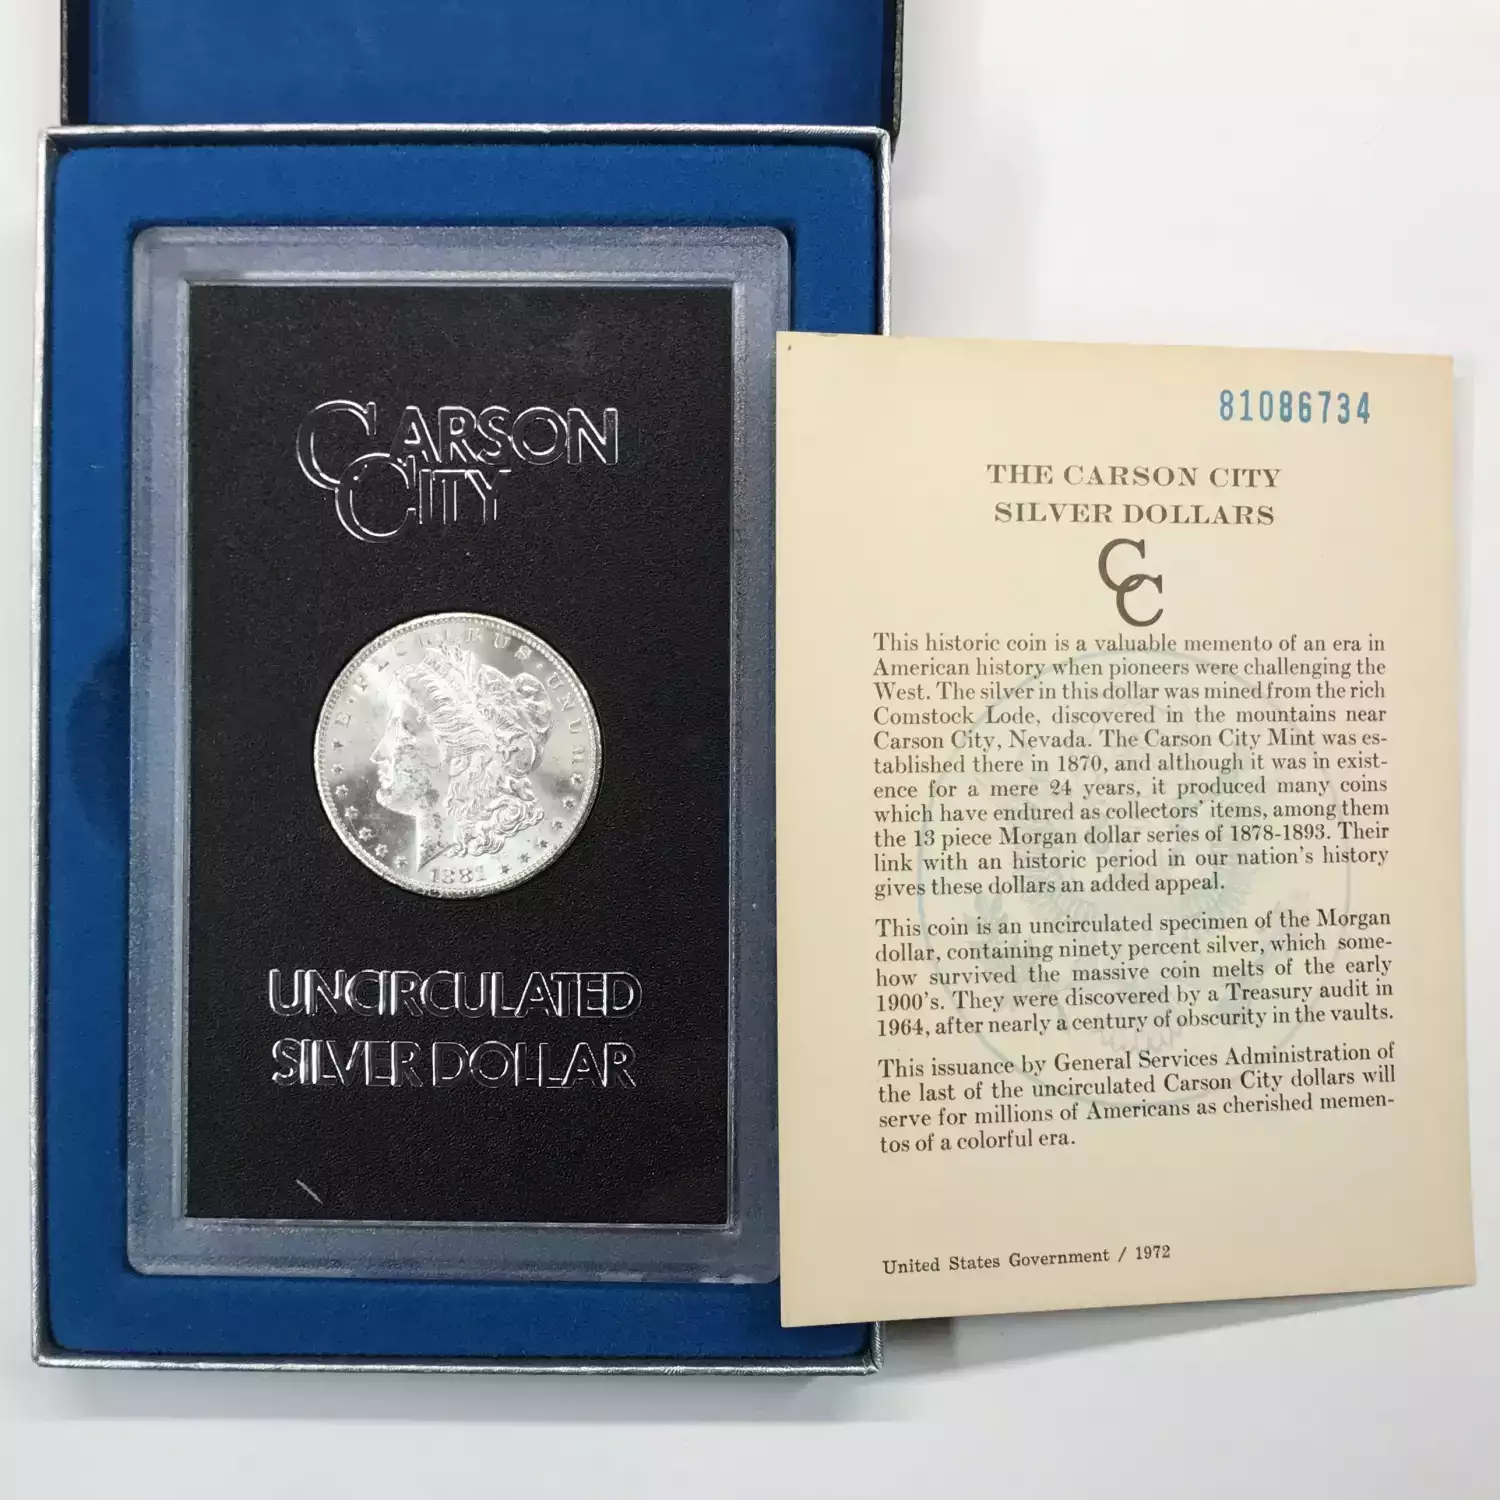 CARSON
CITY
E·PLURIBUS·UNUM
1881
UNCIRCULATED
SILVER DOLLAR
81086734
THE CARSON CITY
SILVER DOLLARS
CC
This historic coin is a valuable memento of an era in
American history when pioneers were challenging the
West. The silver in this dollar was mined from the rich
Comstock Lode, discovered in the mountains near
Carson City, Nevada. The Carson City Mint was es-
tablished there in 1870, and although it was in exist-
ence for a mere 24 years, it produced many coins
which have endured as collectors' items, among them
the 13 piece Morgan dollar series of 1878-1893. Their
link with an historic period in our nation's history
gives these dollars an added appeal.
This coin is an uncirculated specimen of the Morgan
dollar, containing ninety percent silver, which some-
how survived the massive coin melts of the early
1900's. They were discovered by a Treasury audit in
1964, after nearly a century of obscurity in the vaults.
This issuance by General Services Administration of
the last of the uncirculated Carson City dollars will
serve for millions of Americans as cherished memen-
tos of a colorful era.
United States Government / 1972